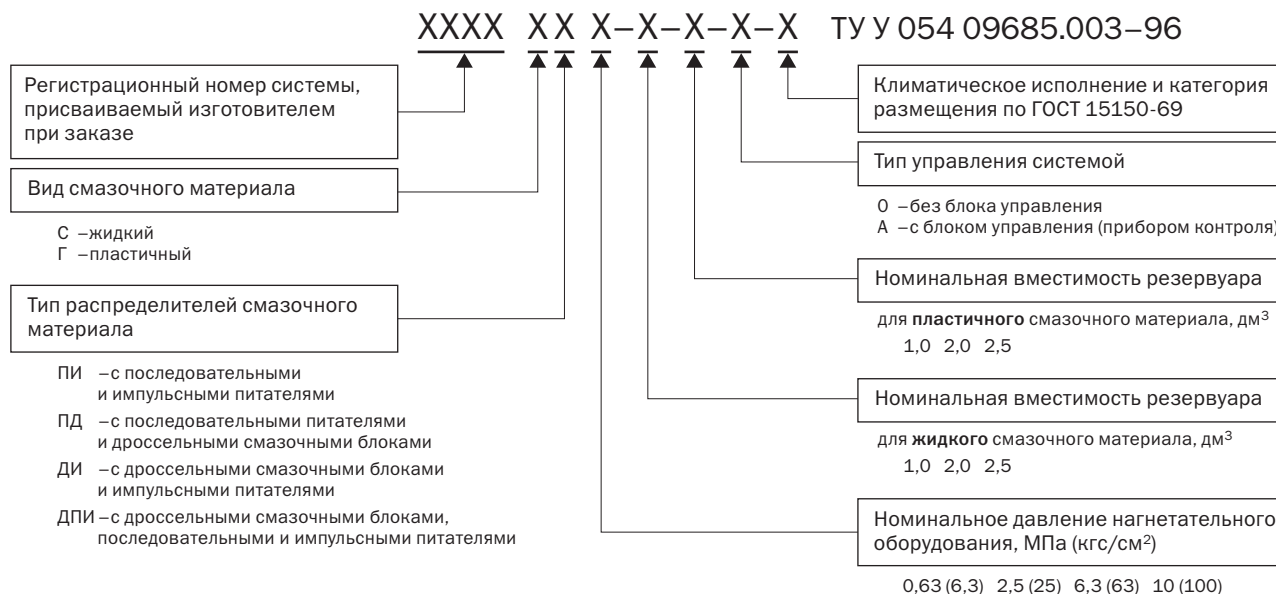 XXXX XX X–X–X–X–X ТУ У 054 09685.003–96
Регистрационный номер системы,
присваиваемый изготовителем
при заказе
Вид смазочного материала
С –жидкий
Г –пластичный
Тип распределителей смазочного
материала
ПИ –с последовательными
и импульсными питателями
ПД –с последовательными питателями
и дроссельными смазочными блоками
ДИ –с дроссельными смазочными блоками
и импульсными питателями
ДПИ –с дроссельными смазочными блоками,
последовательными и импульсными питателями
Климатическое исполнение и категория
размещения по ГОСТ 15150-69
Тип управления системой
0 –без блока управления
А –с блоком управления (прибором контроля)
Номинальная вместимость резервуара
для пластичного смазочного материала, дм³
1,0 2,0 2,5
Номинальная вместимость резервуара
для жидкого смазочного материала, дм³
1,0 2,0 2,5
Номинальное давление нагнетательного
оборудования, МПа (кгс/см²)
0,63 (6,3) 2,5 (25) 6,3 (63) 10 (100)